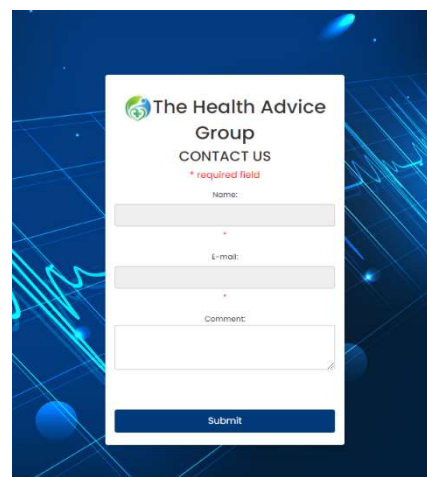 The Health Advice
Group
CONTACT US
* required field
Name:
*
E-mail:
*
Comment:
Submit